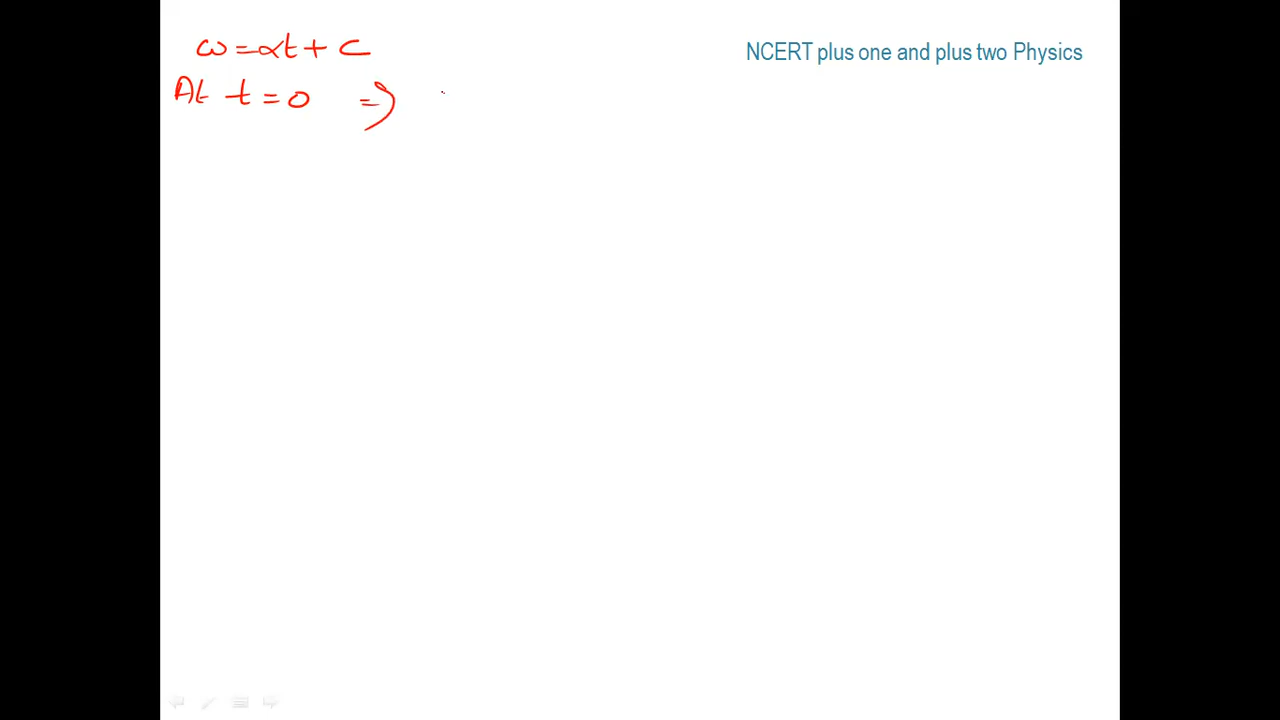 ω = αt + C
NCERT plus one and plus two Physics
At t = 0 ⇒